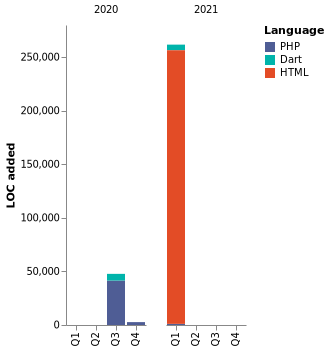 2020 2021
Language
PHP
Dart
HTML
LOC added
250,000
200,000
150,000
100,000
50,000
0
Q1 Q2 Q3 Q4 Q1 Q2 Q3 Q4